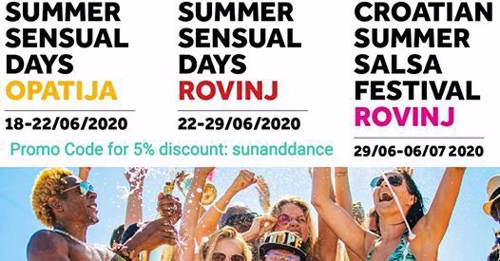 SUMMER
SENSUAL
DAYS
OPATIJA
18-22/06/2020
SUMMER
SENSUAL
DAYS
ROVINJ
22-29/06/2020
CROATIAN
SUMMER
SALSA
FESTIVAL
ROVINJ
29/06-06/07 2020
Promo Code for 5% discount: sunanddance